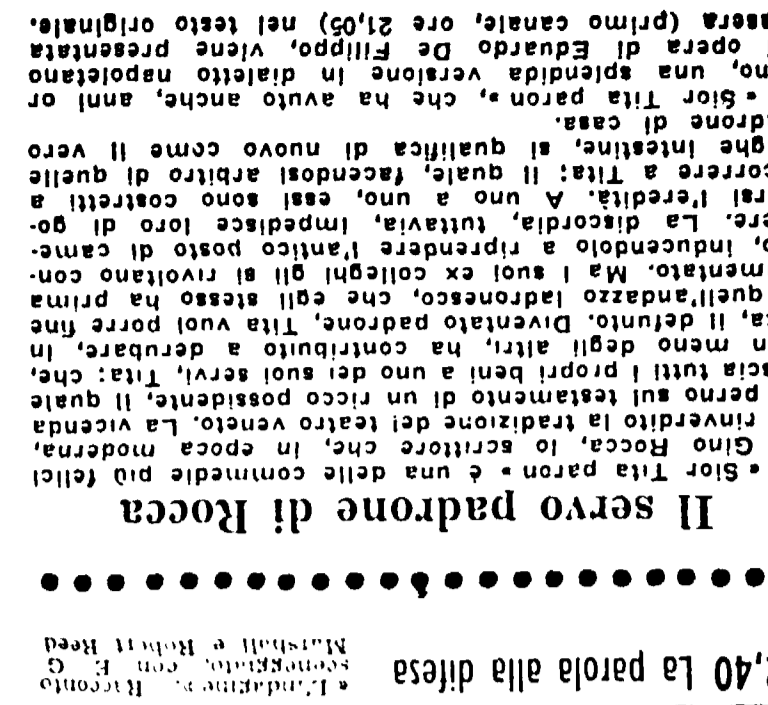 ,40 La parola alla difesa
« L'indagine ». Racconto
sceneggiato, con E. G.
Marshall e Robert Reed
Il servo padrone di Rocca
« Sior Tita paron » è una delle commedie più felici
Gino Rocca, lo scrittore che, in epoca moderna,
rinverdito la tradizione del teatro veneto. La vicenda
perno sul testamento di un ricco possidente, il quale
scia tutti i propri beni a uno dei suoi servi, Tita: che,
n meno degli altri, ha contribuito a derubare, in
ta, il defunto. Diventato padrone, Tita vuol porre fine
quell'andazzo ladronesco, che egli stesso ha prima
mentato. Ma i suoi ex colleghi gli si rivoltano con-
o, inducendolo a riprendere l'antico posto di came-
ere. La discordia, tuttavia, impedisce loro di go-
rsi l'eredità. A uno a uno, essi sono costretti a
correre a Tita: il quale, facendosi arbitro di quelle
ghe intestine, si qualifica di nuovo come il vero
adrone di casa.
« Sior Tita paron », che ha avuto anche, anni or
no, una splendida versione in dialetto napoletano
opera di Eduardo De Filippo, viene presentata
asera (primo canale, ore 21,05) nel testo originale.